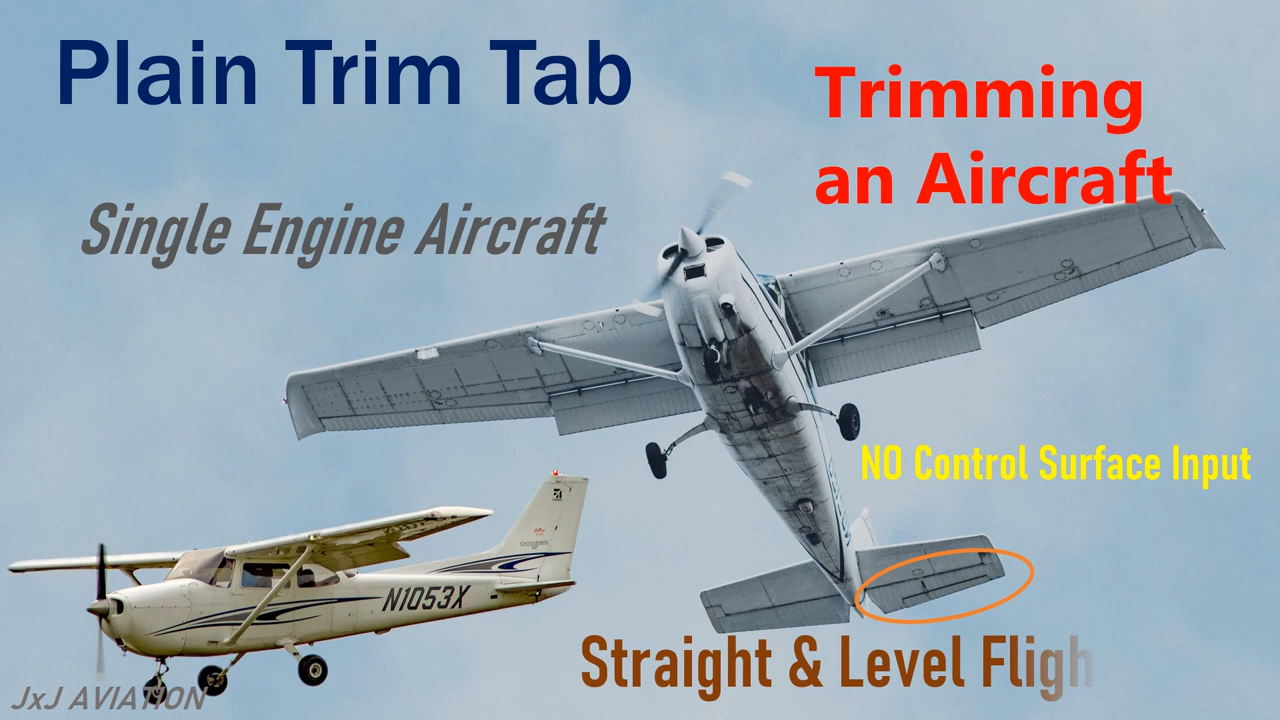 Plain Trim Tab
Trimming
an Aircraft
Single Engine Aircraft
NO Control Surface Input
N1053X
Straight & Level Fligh
JxJ AVIATION